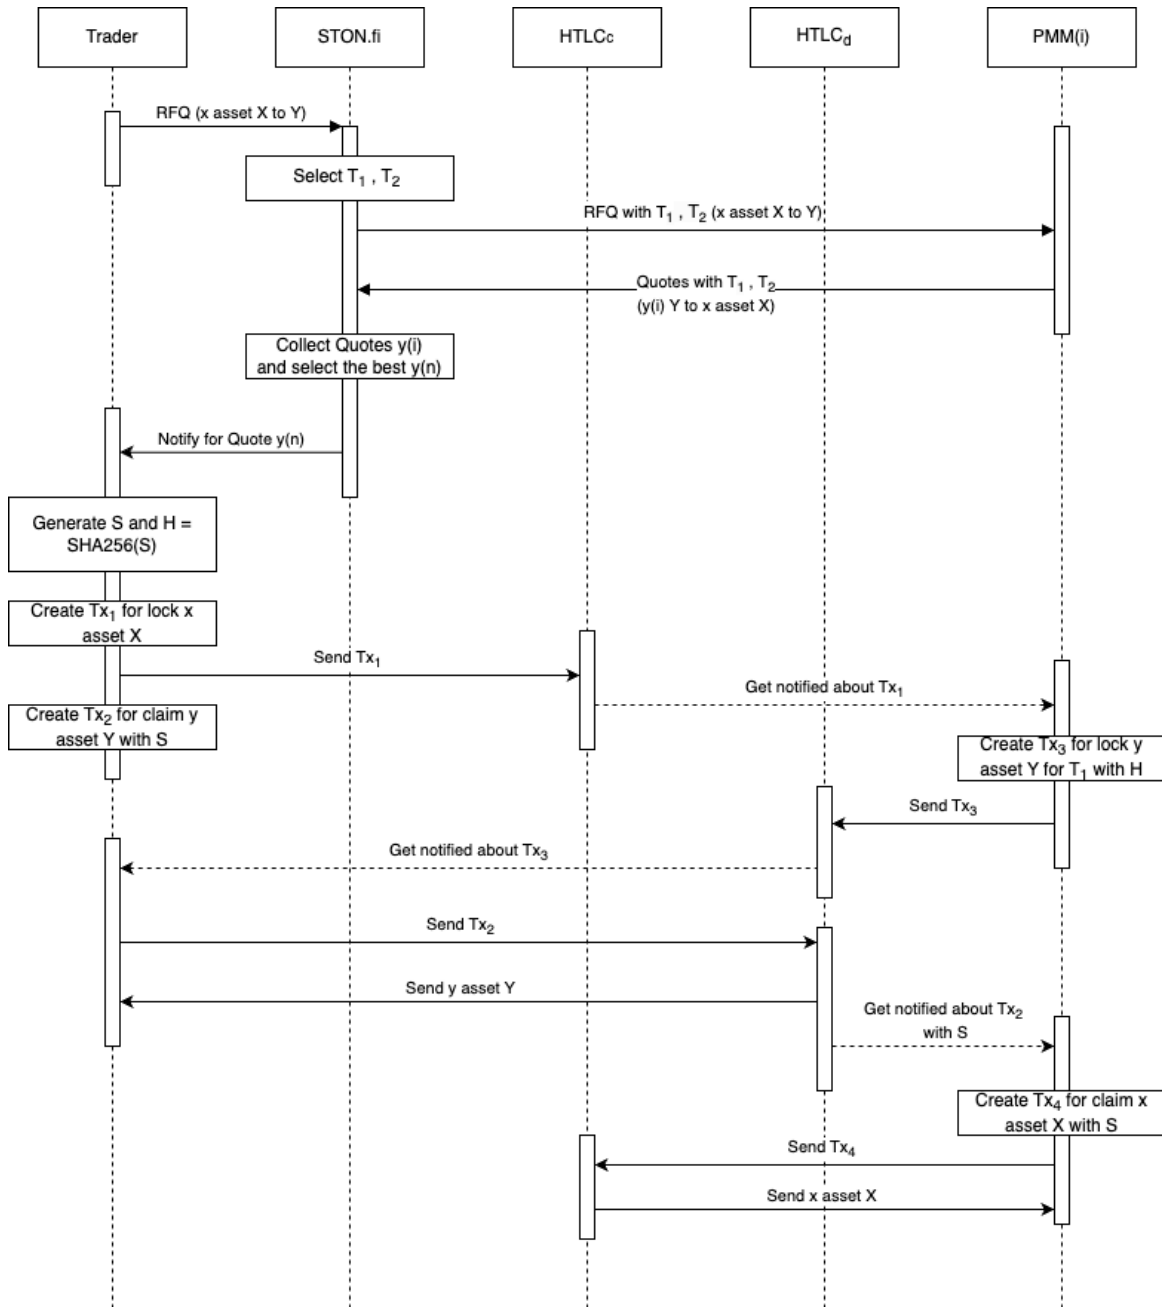 Trader
STON.fi
HTLCc
HTLC_d
PMM(i)
RFQ (x asset X to Y)
Select T₁ , T₂
RFQ with T₁ , T₂ (x asset X to Y)
Quotes with T₁ , T₂
(y(i) Y to x asset X)
Collect Quotes y(i)
and select the best y(n)
Notify for Quote y(n)
Generate S and H =
SHA256(S)
Create Tx₁ for lock x
asset X
Send Tx₁
Get notified about Tx₁
Create Tx₂ for claim y
asset Y with S
Create Tx₃ for lock y
asset Y for T₁ with H
Send Tx₃
Get notified about Tx₃
Send Tx₂
Send y asset Y
Get notified about Tx₂
with S
Create Tx₄ for claim x
asset X with S
Send Tx₄
Send x asset X